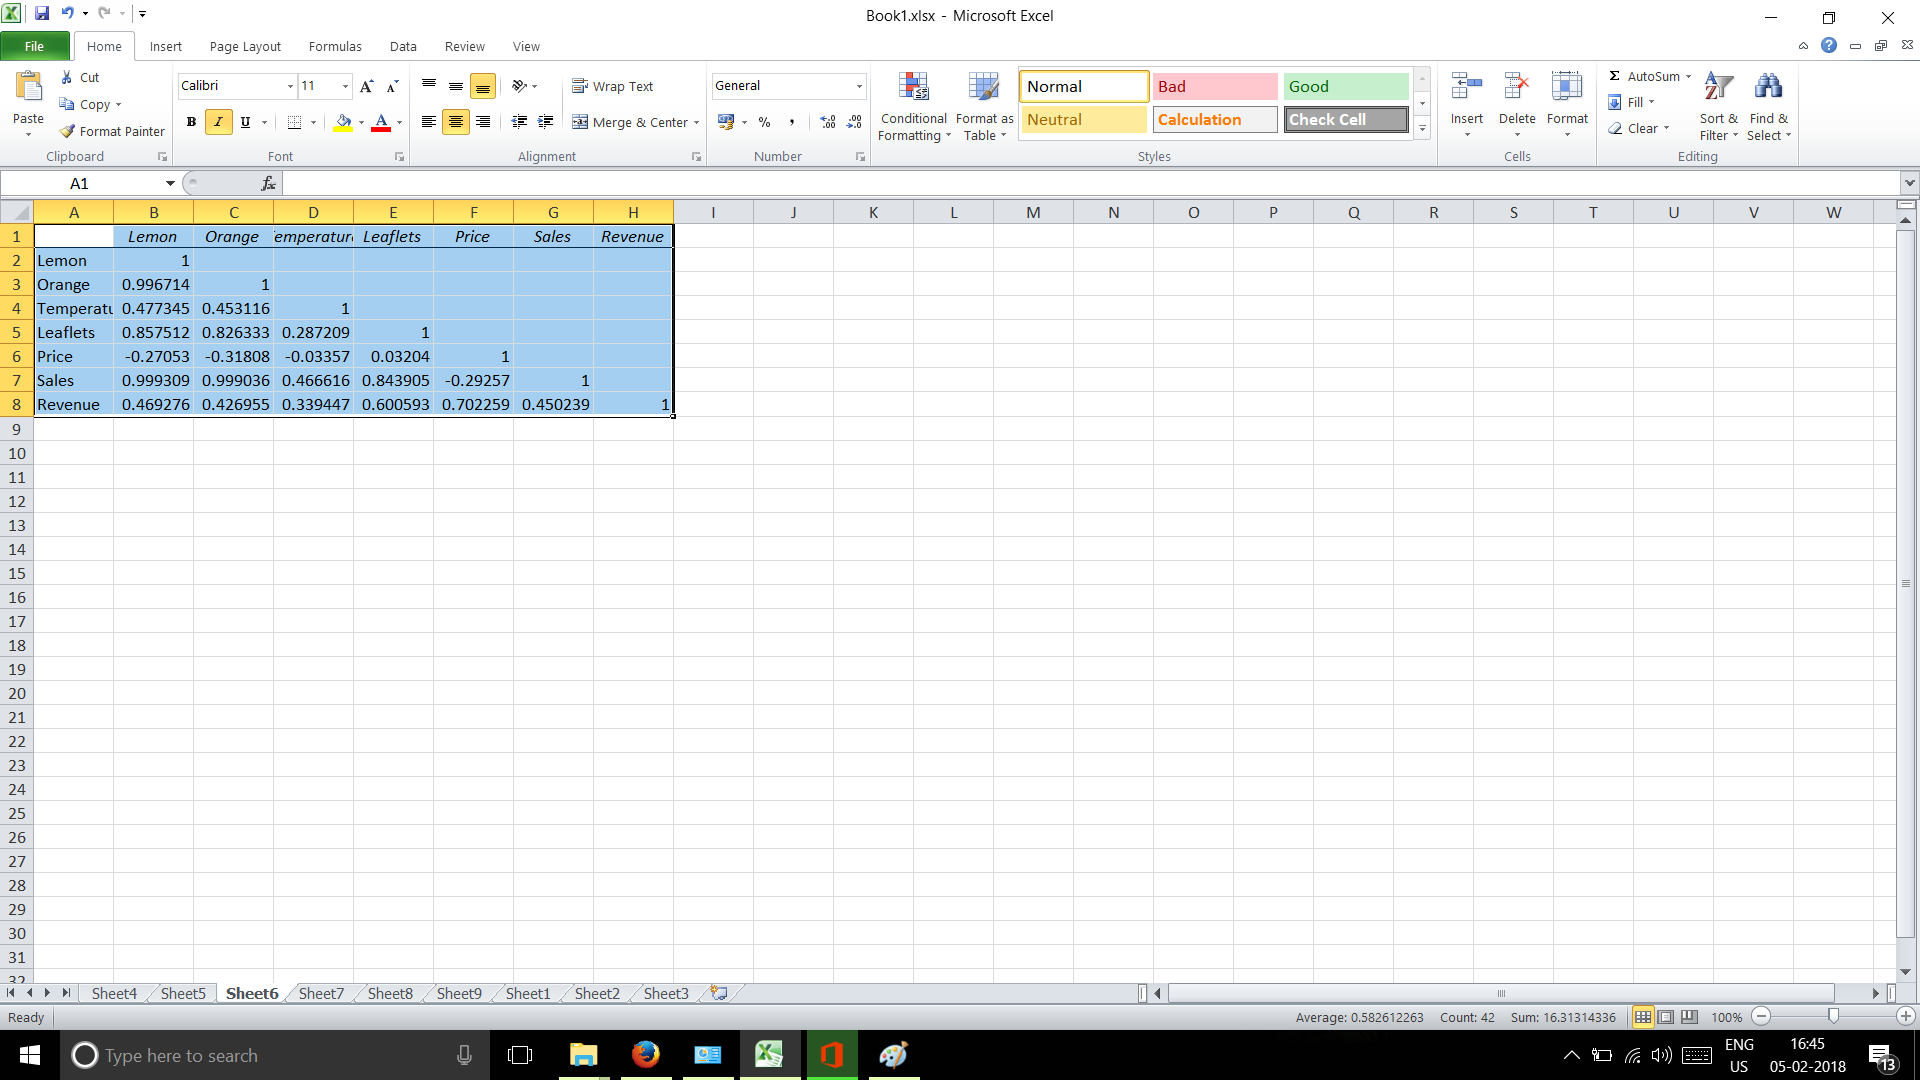 Book1.xlsx - Microsoft Excel
File Home Insert Page Layout Formulas Data Review View
Paste Cut Copy Format Painter Clipboard
Calibri 11 B I U Font
Wrap Text Merge & Center Alignment
General % , Number
Conditional Formatting Format as Table
Normal Bad Good
Neutral Calculation Check Cell
Styles
Insert Delete Format Cells
Σ AutoSum Fill Clear Sort & Filter Find & Select Editing
A1 fx
A B C D E F G H I J K L M N O P Q R S T U V W
1 Lemon Orange Temperature Leaflets Price Sales Revenue
2 Lemon 1
3 Orange 0.996714 1
4 Temperatu 0.477345 0.453116 1
5 Leaflets 0.857512 0.826333 0.287209 1
6 Price -0.27053 -0.31808 -0.03357 0.03204 1
7 Sales 0.999309 0.999036 0.466616 0.843905 -0.29257 1
8 Revenue 0.469276 0.426955 0.339447 0.600593 0.702259 0.450239 1
9
10
11
12
13
14
15
16
17
18
19
20
21
22
23
24
25
26
27
28
29
30
31
32
Sheet4 Sheet5 Sheet6 Sheet7 Sheet8 Sheet9 Sheet1 Sheet2 Sheet3
Ready Average: 0.582612263 Count: 42 Sum: 16.31314336 100%
Type here to search
ENG
US
16:45
05-02-2018
13